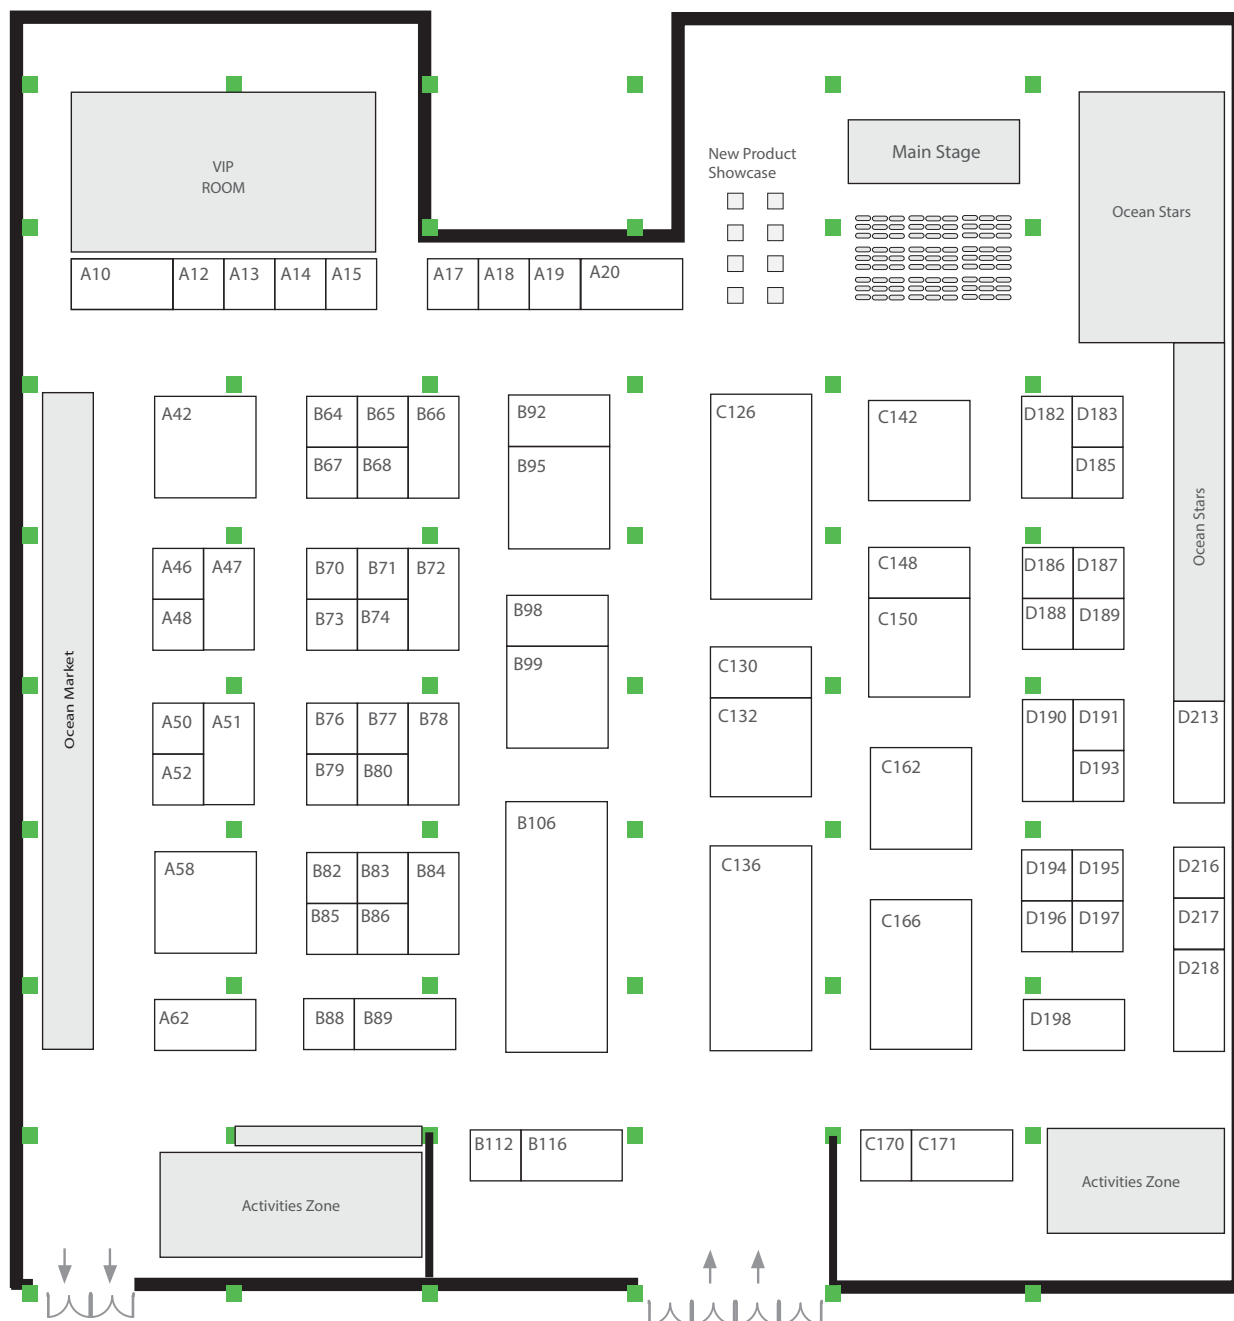 VIP
ROOM
New Product
Showcase
Main Stage
Ocean Stars
A10 A12 A13 A14 A15 A17 A18 A19 A20
A42 B64 B65 B66 B92 C126 C142 D182 D183
B67 B68 B95 D185
Ocean Stars
A46 A47 B70 B71 B72 C148 D186 D187
A48 B73 B74 B98 C150 D188 D189
Ocean Market
B99 C130
A50 A51 B76 B77 B78 C132 D190 D191 D213
A52 B79 B80 C162 D193
B106
A58 B82 B83 B84 C136 D194 D195 D216
B85 B86 C166 D196 D197 D217
D218
A62 B88 B89 D198
B112 B116 C170 C171
Activities Zone
Activities Zone